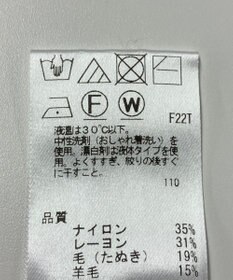 F W
F22T
液温は30℃以下。
中性洗剤(おしゃれ着洗い)を使
用。漂白剤は液体タイプを使用
。よくすすぎ、絞りの後すぐ
に干すこと。
110
品質
ナイロン 35%
レーヨン 31%
毛(たぬき) 19%
羊毛 15%